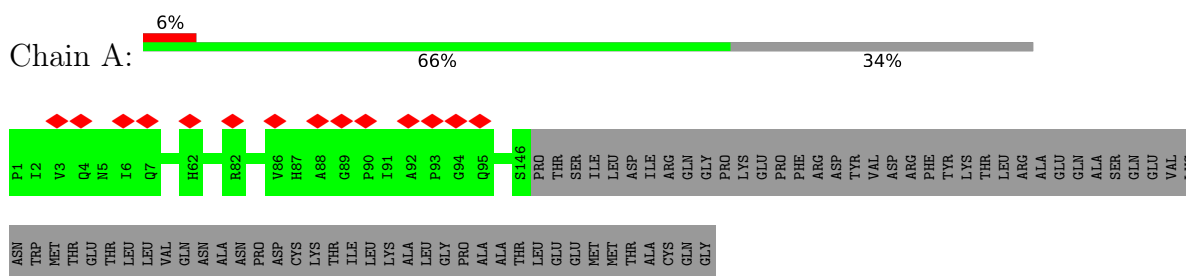 6%
Chain A:
66% 34%
P1 I2 V3 Q4 N5 I6 Q7 H62 R82 V86 H87 A88 G89 P90 I91 A92 P93 G94 Q95 S146 PRO THR SER ILE LEU ASP ILE ARG GLN GLY PRO LYS GLU PRO PHE ARG ASP TYR VAL ASP ARG PHE TYR LYS THR LEU ARG ALA GLU GLN ALA SER GLN GLU VAL
ASN TRP MET THR GLU THR LEU LEU VAL GLN ASN ALA ASN PRO ASP CYS LYS THR ILE LEU LYS ALA LEU GLY PRO ALA ALA THR LEU GLU GLU MET MET THR ALA CYS GLN GLY